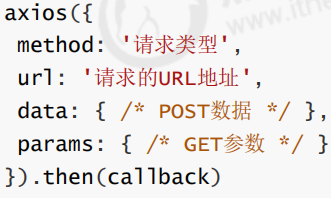 axios({
method: '请求类型',
url: '请求的URL地址',
data: { /* POST数据 */ },
params: { /* GET参数 */ }
}).then(callback)